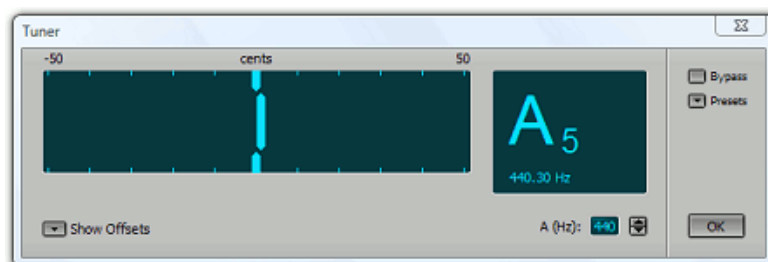 Tuner
-50 cents 50
Bypass
Presets
A5
440.30 Hz
Show Offsets
A (Hz): 440
OK